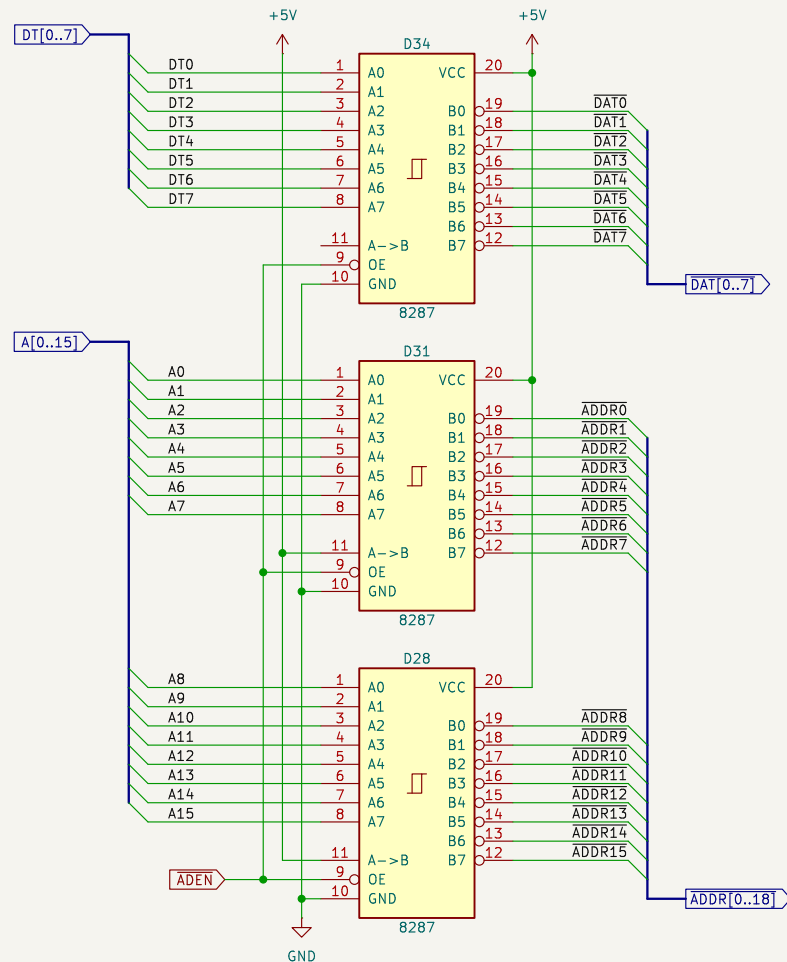 +5V +5V
DT[0..7]
D34
DT0 1 A0 VCC 20
DT1 2 A1
DT2 3 A2 B0 19 DAT0
DT3 4 A3 B1 18 DAT1
DT4 5 A4 B2 17 DAT2
DT5 6 A5 B3 16 DAT3
DT6 7 A6 B4 15 DAT4
DT7 8 A7 B5 14 DAT5
B6 13 DAT6
11 A->B B7 12 DAT7
9 OE
10 GND DAT[0..7]
8287
A[0..15]
D31
A0 1 A0 VCC 20
A1 2 A1
A2 3 A2 B0 19 ADDR0
A3 4 A3 B1 18 ADDR1
A4 5 A4 B2 17 ADDR2
A5 6 A5 B3 16 ADDR3
A6 7 A6 B4 15 ADDR4
A7 8 A7 B5 14 ADDR5
B6 13 ADDR6
11 A->B B7 12 ADDR7
9 OE
10 GND
8287
D28
A8 1 A0 VCC 20
A9 2 A1
A10 3 A2 B0 19 ADDR8
A11 4 A3 B1 18 ADDR9
A12 5 A4 B2 17 ADDR10
A13 6 A5 B3 16 ADDR11
A14 7 A6 B4 15 ADDR12
A15 8 A7 B5 14 ADDR13
B6 13 ADDR14
11 A->B B7 12 ADDR15
ADEN 9 OE
10 GND ADDR[0..18]
8287
GND